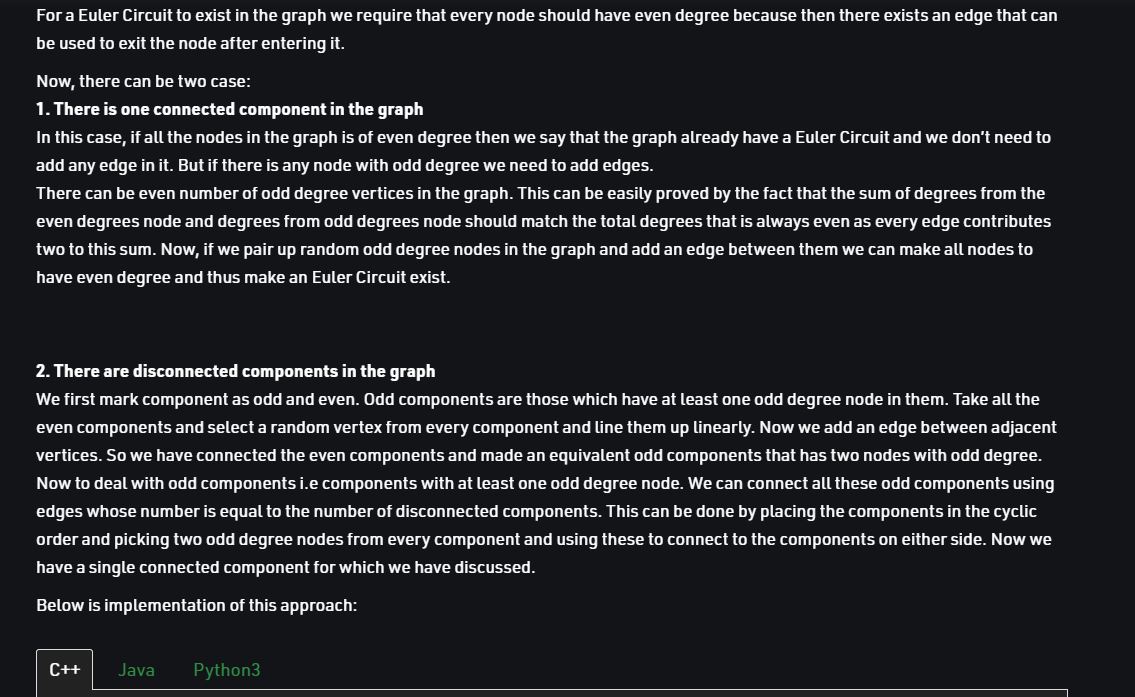 For a Euler Circuit to exist in the graph we require that every node should have even degree because then there exists an edge that can
be used to exit the node after entering it.
Now, there can be two case:
1. There is one connected component in the graph
In this case, if all the nodes in the graph is of even degree then we say that the graph already have a Euler Circuit and we don't need to
add any edge in it. But if there is any node with odd degree we need to add edges.
There can be even number of odd degree vertices in the graph. This can be easily proved by the fact that the sum of degrees from the
even degrees node and degrees from odd degrees node should match the total degrees that is always even as every edge contributes
two to this sum. Now, if we pair up random odd degree nodes in the graph and add an edge between them we can make all nodes to
have even degree and thus make an Euler Circuit exist.
2. There are disconnected components in the graph
We first mark component as odd and even. Odd components are those which have at least one odd degree node in them. Take all the
even components and select a random vertex from every component and line them up linearly. Now we add an edge between adjacent
vertices. So we have connected the even components and made an equivalent odd components that has two nodes with odd degree.
Now to deal with odd components i.e components with at least one odd degree node. We can connect all these odd components using
edges whose number is equal to the number of disconnected components. This can be done by placing the components in the cyclic
order and picking two odd degree nodes from every component and using these to connect to the components on either side. Now we
have a single connected component for which we have discussed.
Below is implementation of this approach:
C++ Java Python3